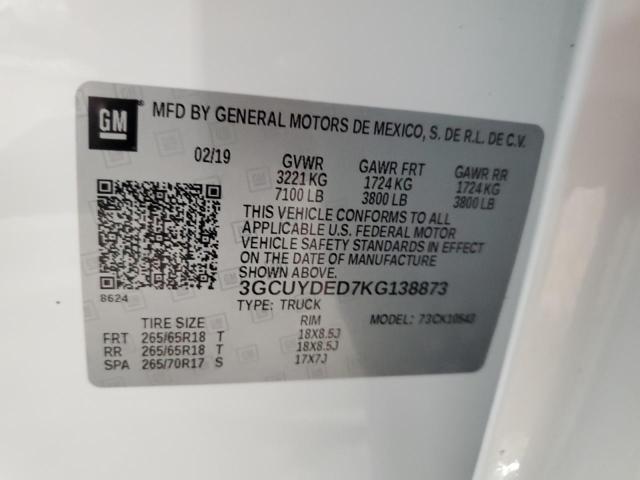 GM MFD BY GENERAL MOTORS DE MEXICO, S. DE R.L. DE C.V.
02/19 GVWR GAWR FRT GAWR RR
3221 KG 1724 KG 1724 KG
7100 LB 3800 LB 3800 LB
THIS VEHICLE CONFORMS TO ALL
APPLICABLE U.S. FEDERAL MOTOR
VEHICLE SAFETY STANDARDS IN EFFECT
ON THE DATE OF MANUFACTURE
SHOWN ABOVE.
8624
3GCUYDED7KG138873
TYPE: TRUCK MODEL: 73CK10543
TIRE SIZE RIM
FRT 265/65R18 T 18X8.5J
RR 265/65R18 T 18X8.5J
SPA 265/70R17 S 17X7J